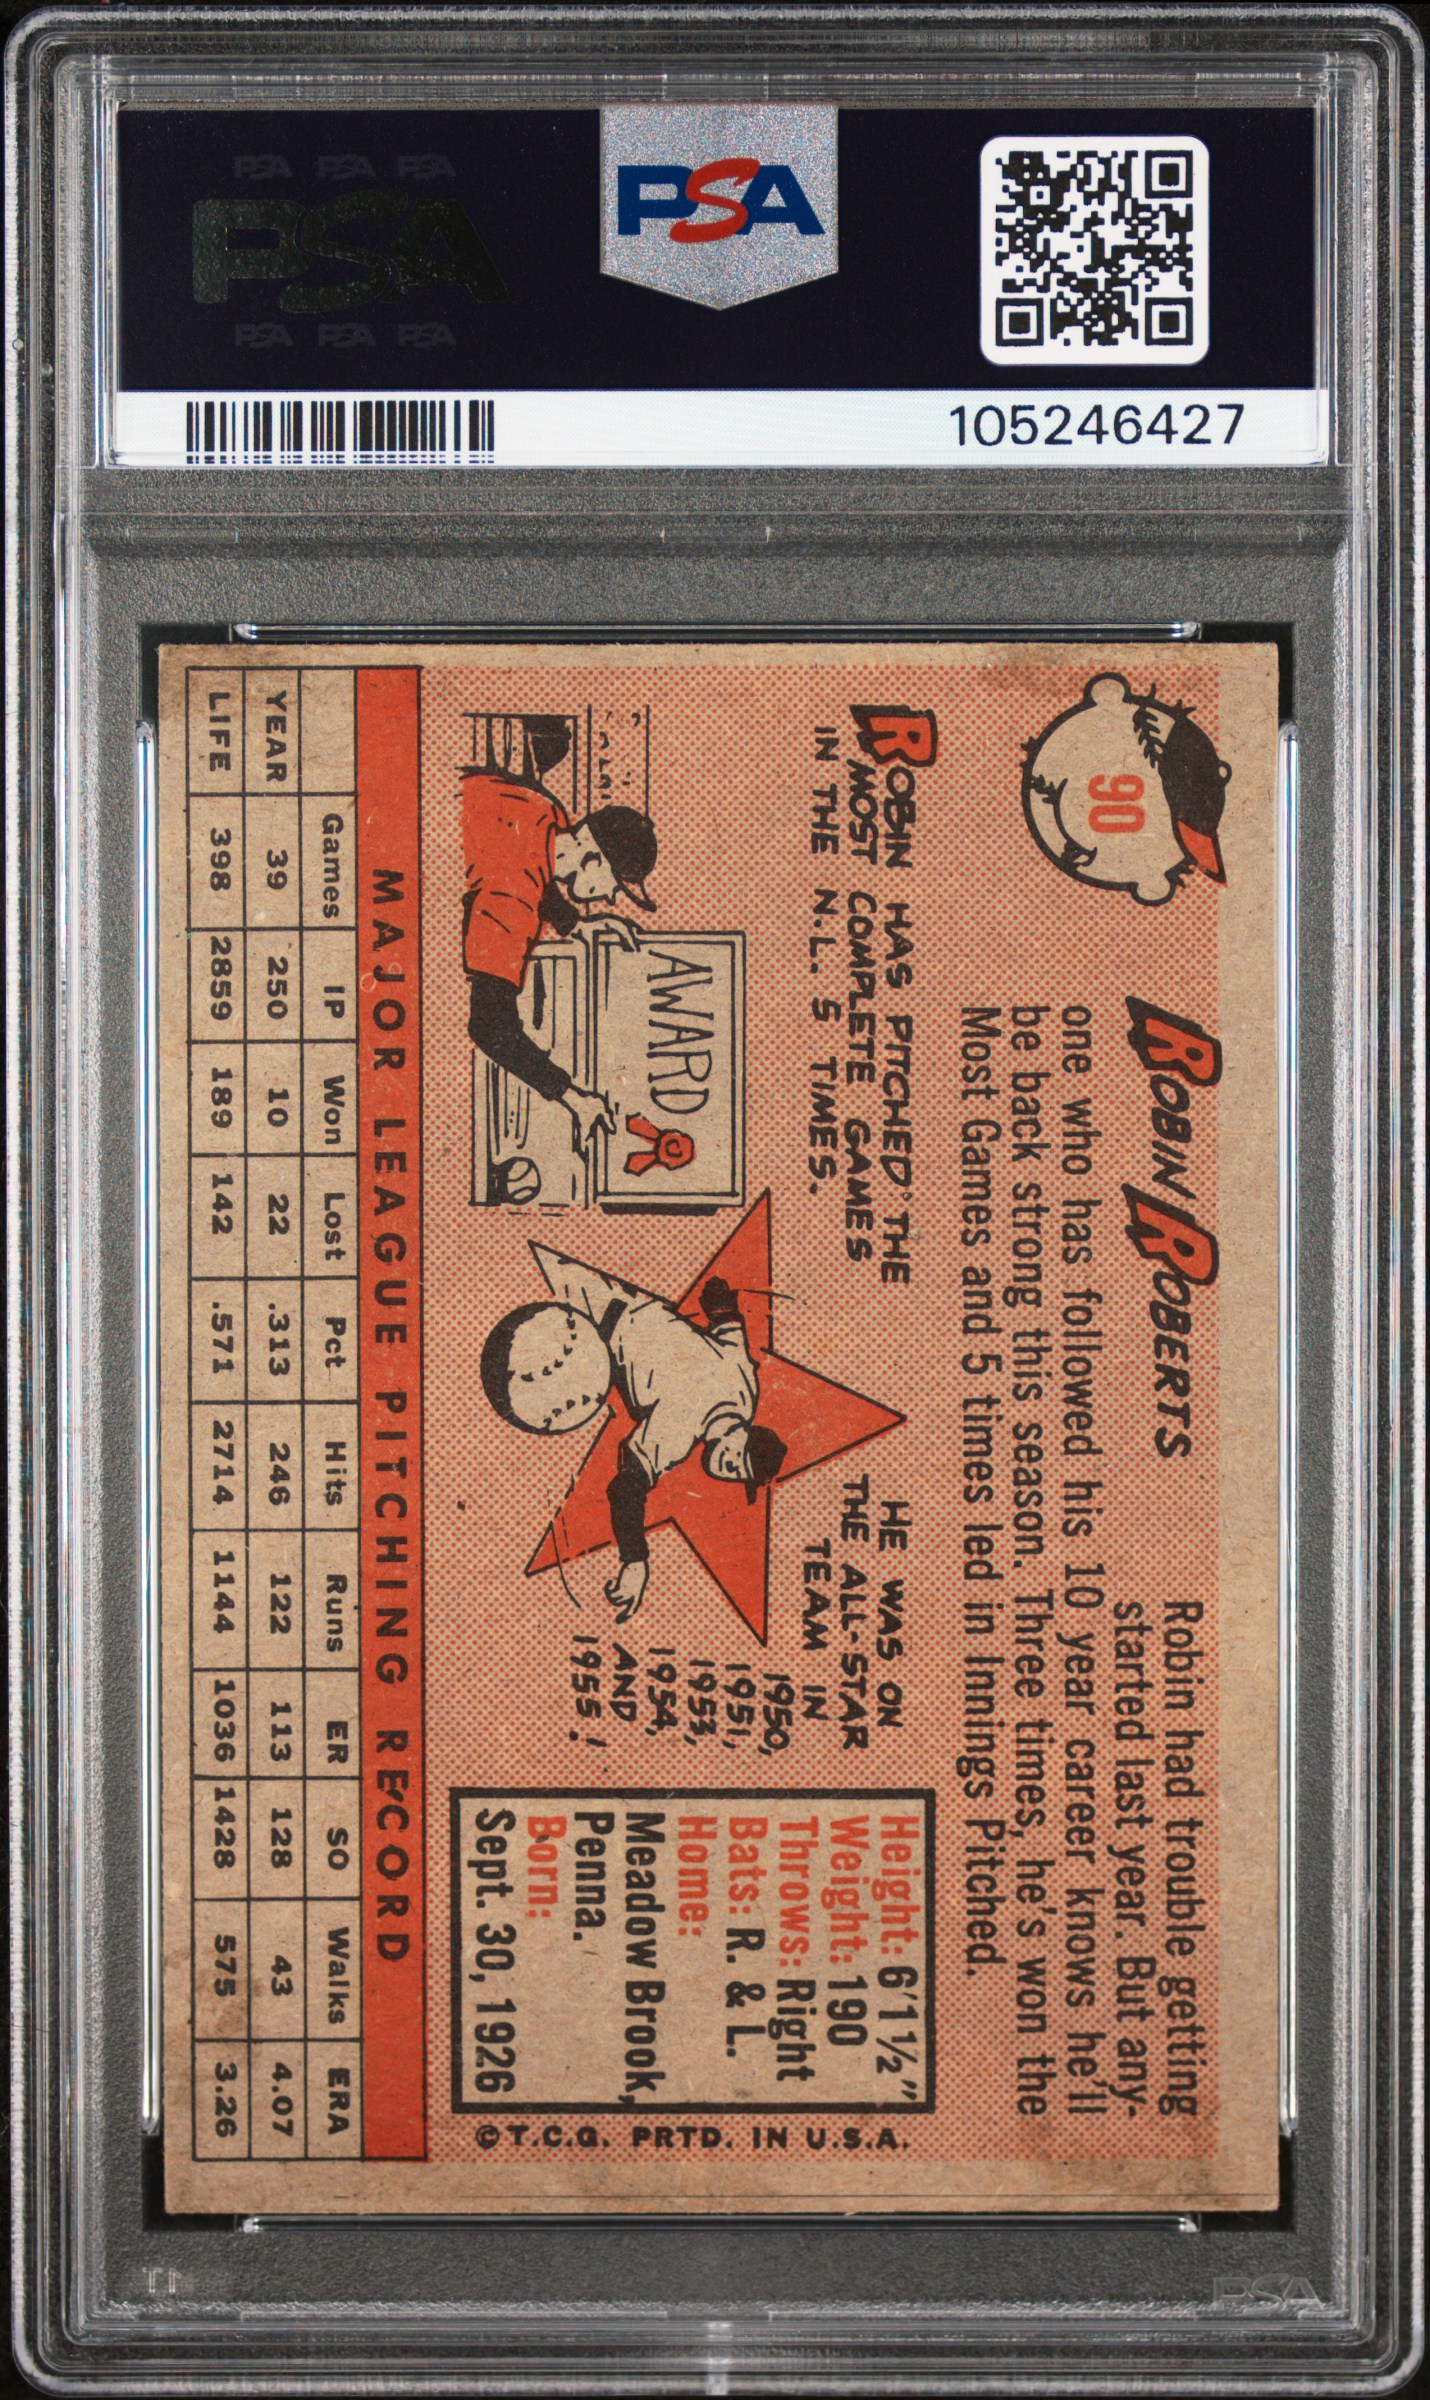 PSA PSA PSA
PSA
PSA PSA PSA
PSA
105246427
90
ROBIN ROBERTS
Robin had trouble getting
started last year. But any-
one who has followed his 10 year career knows he'll
be back strong this season. Three times, he's won the
Most Games and 5 times led in Innings Pitched.
ROBIN HAS PITCHED THE
MOST COMPLETE GAMES
IN THE N.L. 5 TIMES.
AWARD
HE WAS ON
THE ALL-STAR
TEAM IN
1950,
1951,
1953,
1954,
AND
1955!
Height: 6'1½"
Weight: 190
Throws: Right
Bats: R. & L.
Home:
Meadow Brook,
Penna.
Born:
Sept. 30, 1926
© T.C.G. PRTD. IN U.S.A.
MAJOR LEAGUE PITCHING RECORD
Games IP Won Lost Pct Hits Runs ER SO Walks ERA
YEAR 39 250 10 22 .313 246 122 113 128 43 4.07
LIFE 398 2859 189 142 .571 2714 1144 1036 1428 575 3.26
PSA